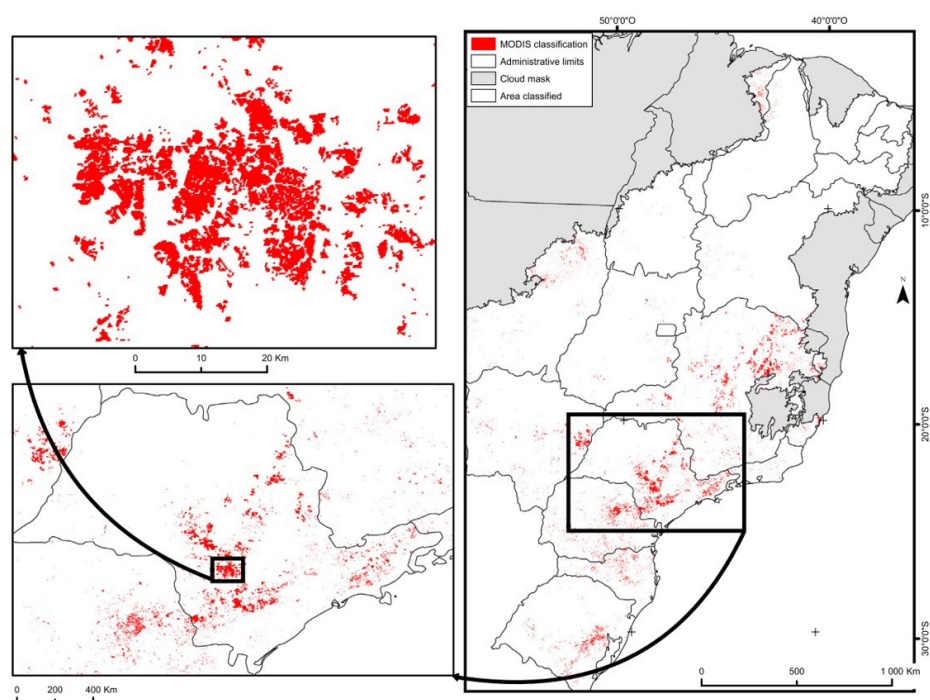 50°0'0"O 40°0'0"O
MODIS classification
Administrative limits
Cloud mask
Area classified
10°0'0"S
20°0'0"S
30°0'0"S
N
0 10 20 Km
0 200 400 Km
0 500 1 000 Km